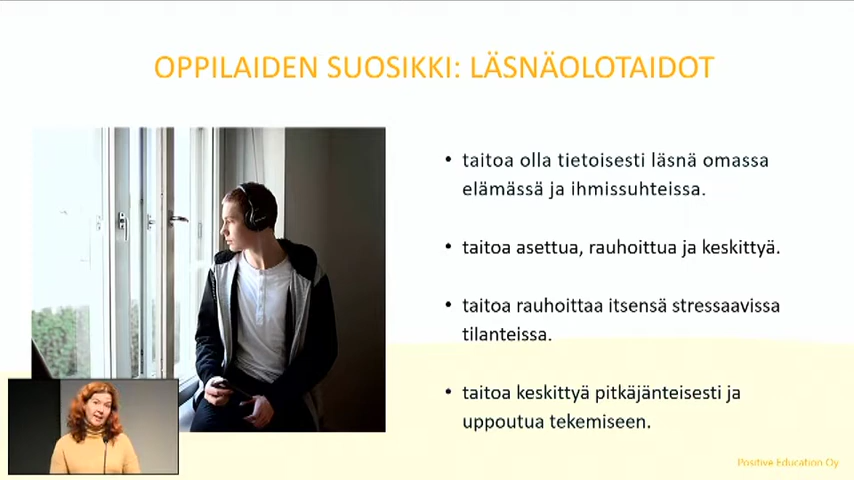 OPPILAIDEN SUOSIKKI: LÄSNÄOLOTAIDOT
• taitoa olla tietoisesti läsnä omassa
elämässä ja ihmissuhteissa.
• taitoa asettua, rauhoittua ja keskittyä.
• taitoa rauhoittaa itsensä stressaavissa
tilanteissa.
• taitoa keskittyä pitkäjänteisesti ja
uppoutua tekemiseen.
Positive Education Oy